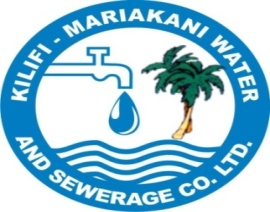 KILIFI - MARIAKANI WATER
AND SEWERAGE CO. LTD.